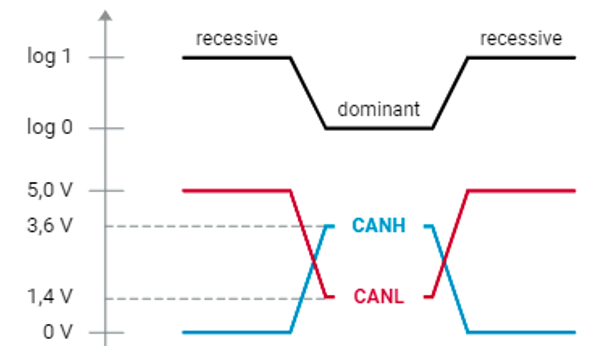 recessive
recessive
log 1
dominant
log 0
5,0 V
3,6 V
CANH
1,4 V
CANL
0 V